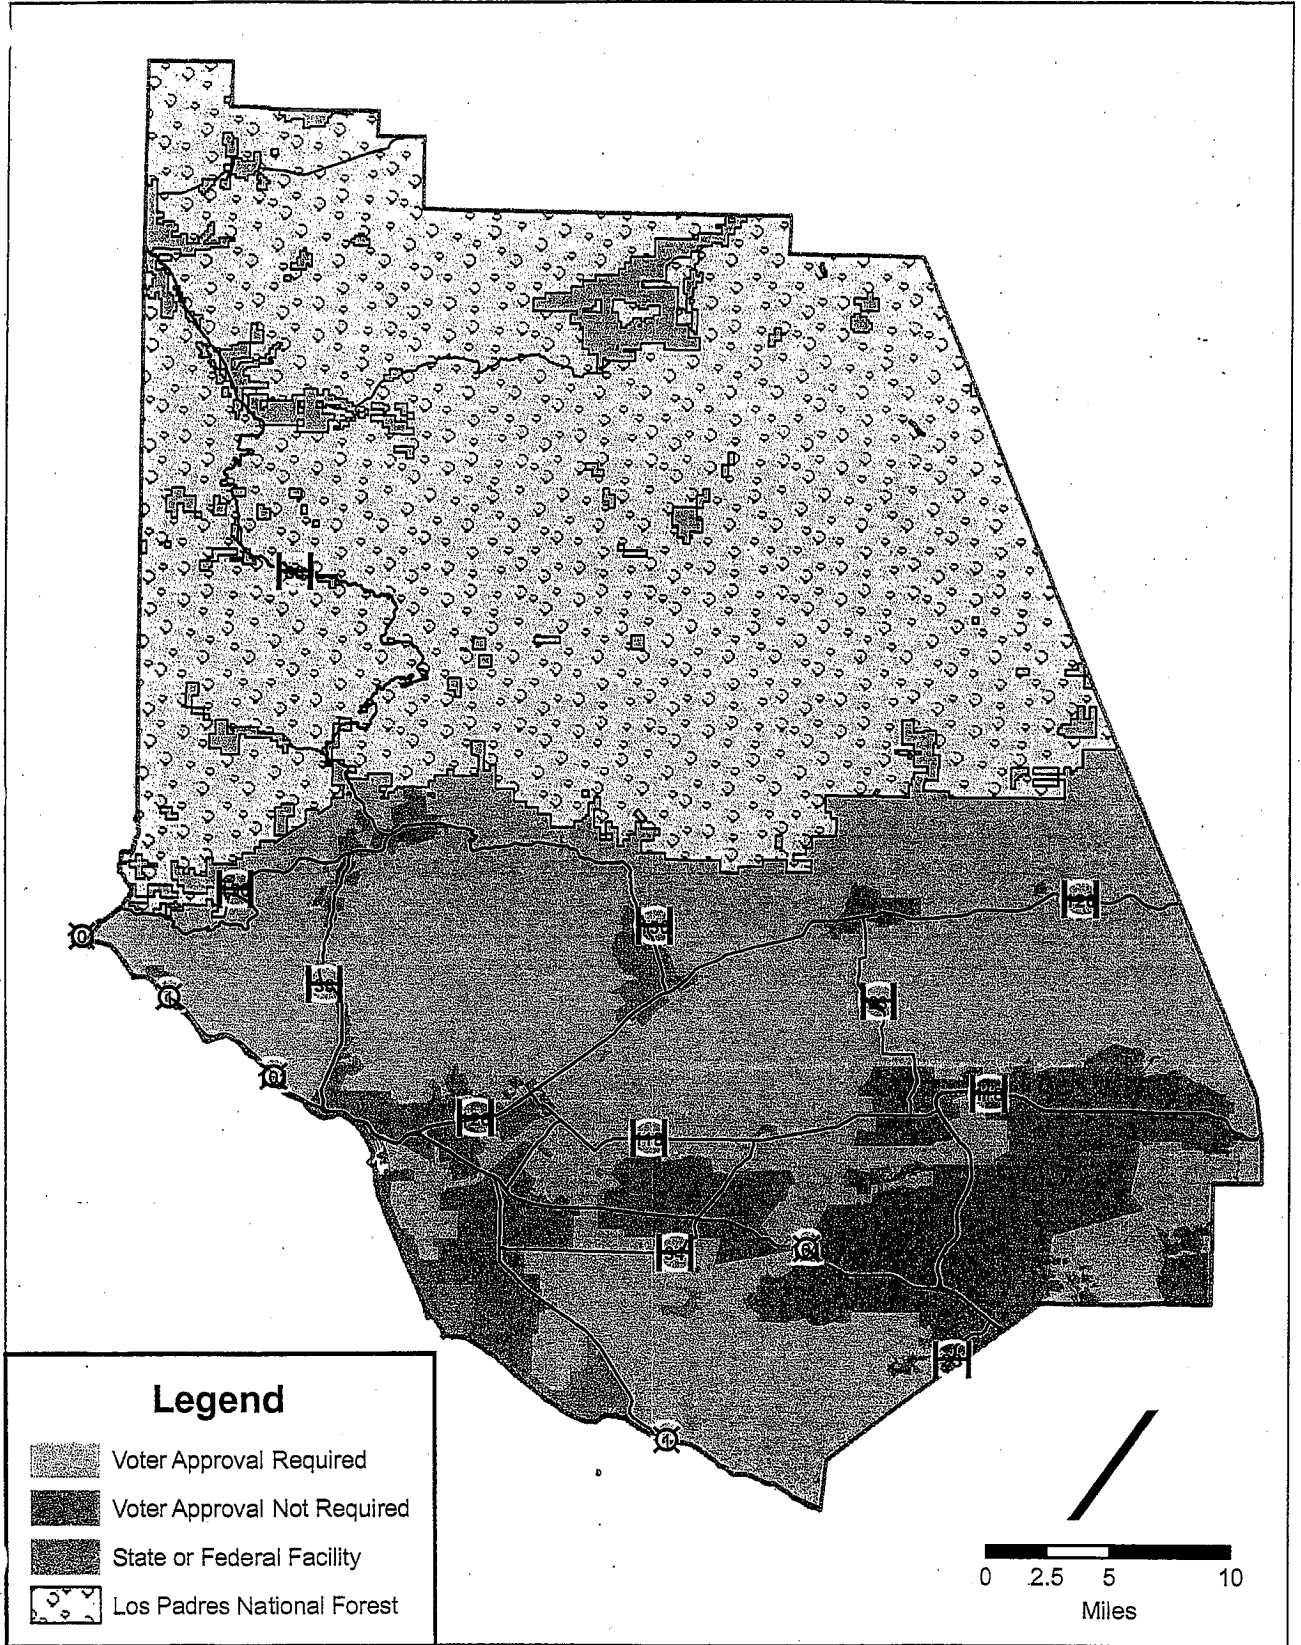 Legend
Voter Approval Required
Voter Approval Not Required
State or Federal Facility
Los Padres National Forest
0 2.5 5 10
Miles